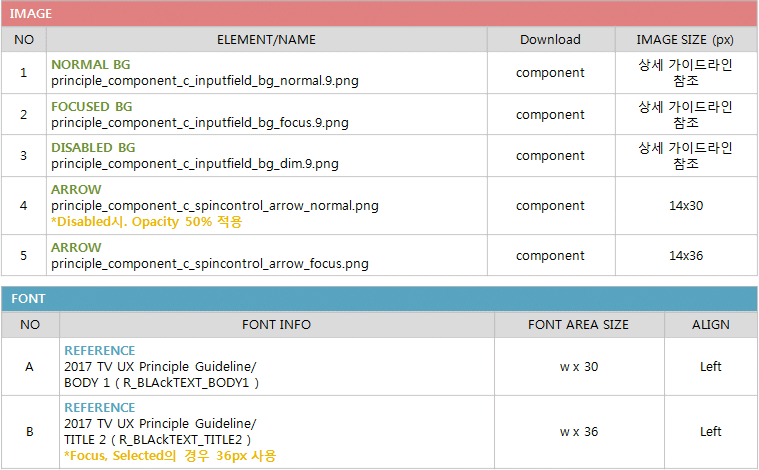 IMAGE
NO ELEMENT/NAME Download IMAGE SIZE (px)
1 NORMAL BG
principle_component_c_inputfield_bg_normal.9.png component 상세 가이드라인
참조
2 FOCUSED BG
principle_component_c_inputfield_bg_focus.9.png component 상세 가이드라인
참조
3 DISABLED BG
principle_component_c_inputfield_bg_dim.9.png component 상세 가이드라인
참조
4 ARROW
principle_component_c_spincontrol_arrow_normal.png component 14x30
*Disabled시. Opacity 50% 적용
5 ARROW
principle_component_c_spincontrol_arrow_focus.png component 14x36
FONT
NO FONT INFO FONT AREA SIZE ALIGN
A REFERENCE
2017 TV UX Principle Guideline/ w x 30 Left
BODY 1 ( R_BLAckTEXT_BODY1 )
B REFERENCE
2017 TV UX Principle Guideline/
TITLE 2 ( R_BLAckTEXT_TITLE2 ) w x 36 Left
*Focus, Selected의 경우 36px 사용